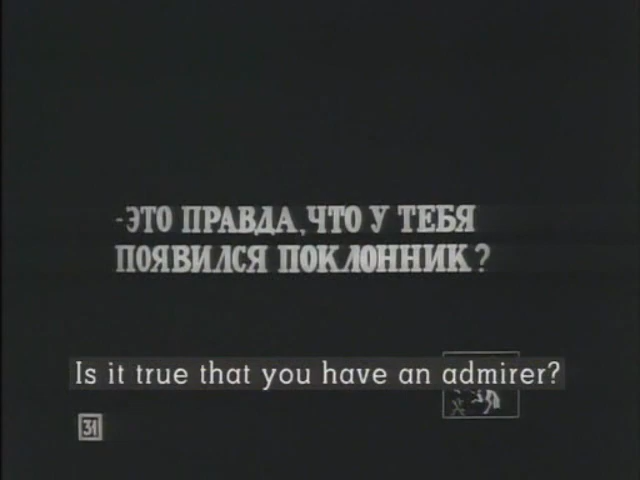 -ЭТО ПРАВДА, ЧТО У ТЕБЯ
ПОЯВИЛСЯ ПОКЛОННИК?
Is it true that you have an admirer?
31